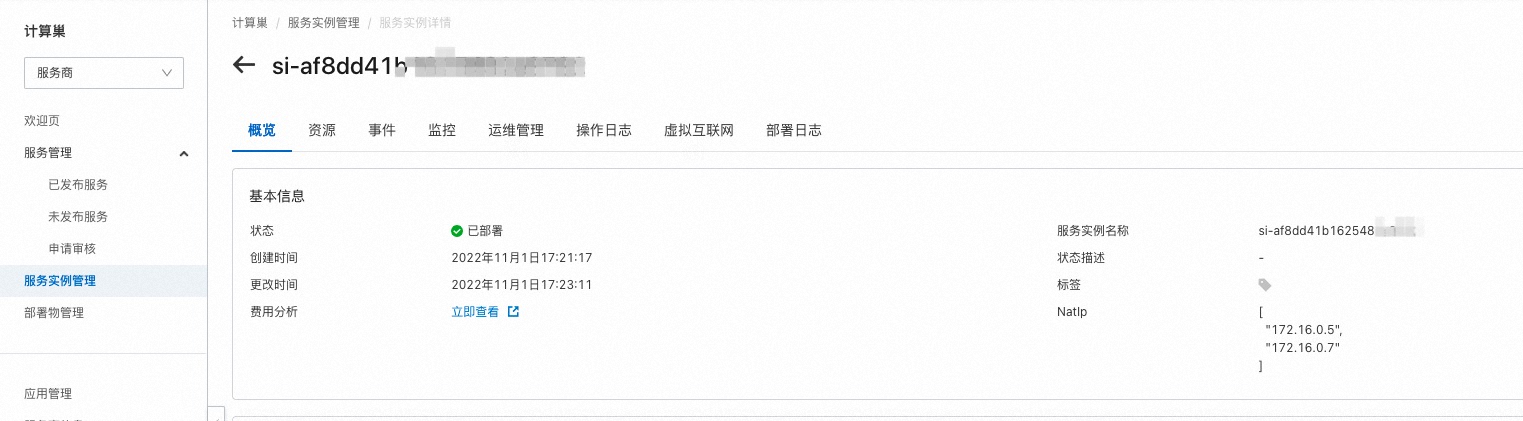 计算巢
服务商
欢迎页
服务管理
已发布服务
未发布服务
申请审核
服务实例管理
部署物管理
应用管理
计算巢 / 服务实例管理 / 服务实例详情
si-af8dd41b
概览 资源 事件 监控 运维管理 操作日志 虚拟互联网 部署日志
基本信息
状态 已部署 服务实例名称 si-af8dd41b162548
创建时间 2022年11月1日17:21:17 状态描述 -
更改时间 2022年11月1日17:23:11 标签
费用分析 立即查看 NatIp [
"172.16.0.5",
"172.16.0.7"
]